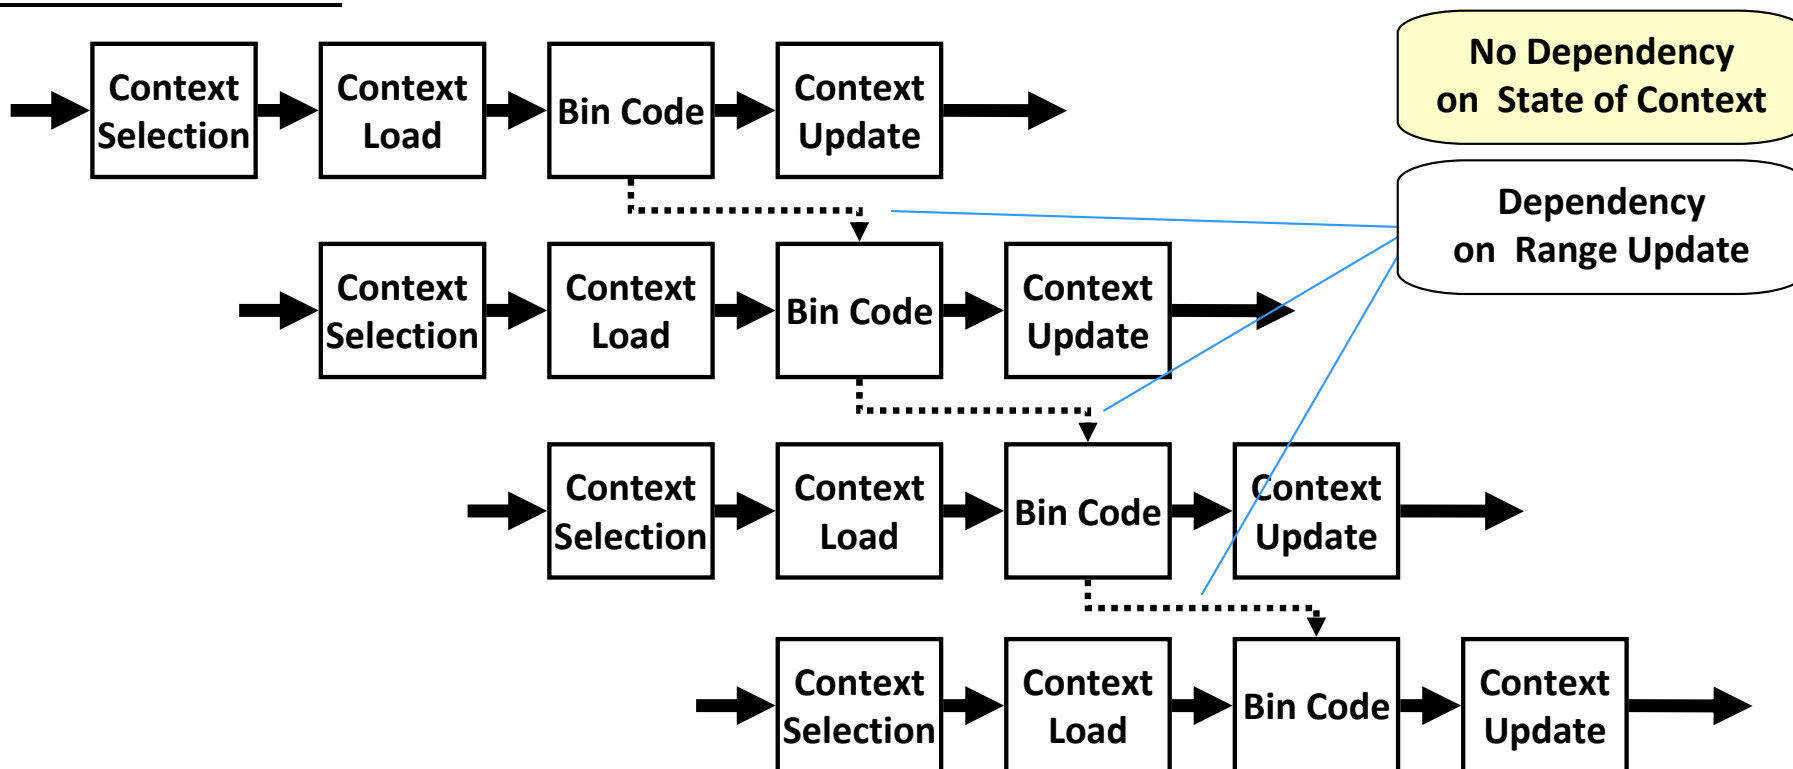 No Dependency
on State of Context
Context
Selection
Context
Load
Bin Code
Context
Update
Dependency
on Range Update
Context
Selection
Context
Load
Bin Code
Context
Update
Context
Selection
Context
Load
Bin Code
Context
Update
Context
Selection
Context
Load
Bin Code
Context
Update